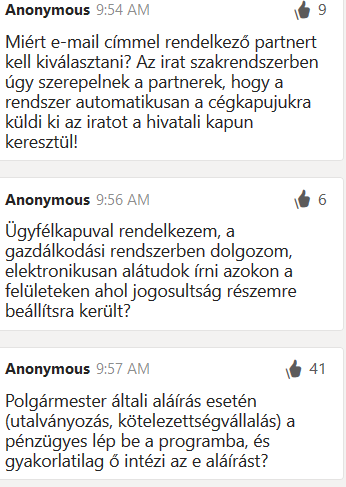 Anonymous 9:54 AM 9
Miért e-mail címmel rendelkező partnert
kell kiválasztani? Az irat szakrendszerben
úgy szerepelnek a partnerek, hogy a
rendszer automatikusan a cégkapujukra
küldi ki az iratot a hivatali kapun
keresztül!
Anonymous 9:56 AM 6
Ügyfélkapuval rendelkezem, a
gazdálkodási rendszerben dolgozom,
elektronikusan alátudok írni azokon a
felületeken ahol jogosultság részemre
beállítsra került?
Anonymous 9:57 AM 41
Polgármester általi aláírás esetén
(utalványozás, kötelezettségvállalás) a
pénzügyes lép be a programba, és
gyakorlatilag ő intézi az e aláírást?